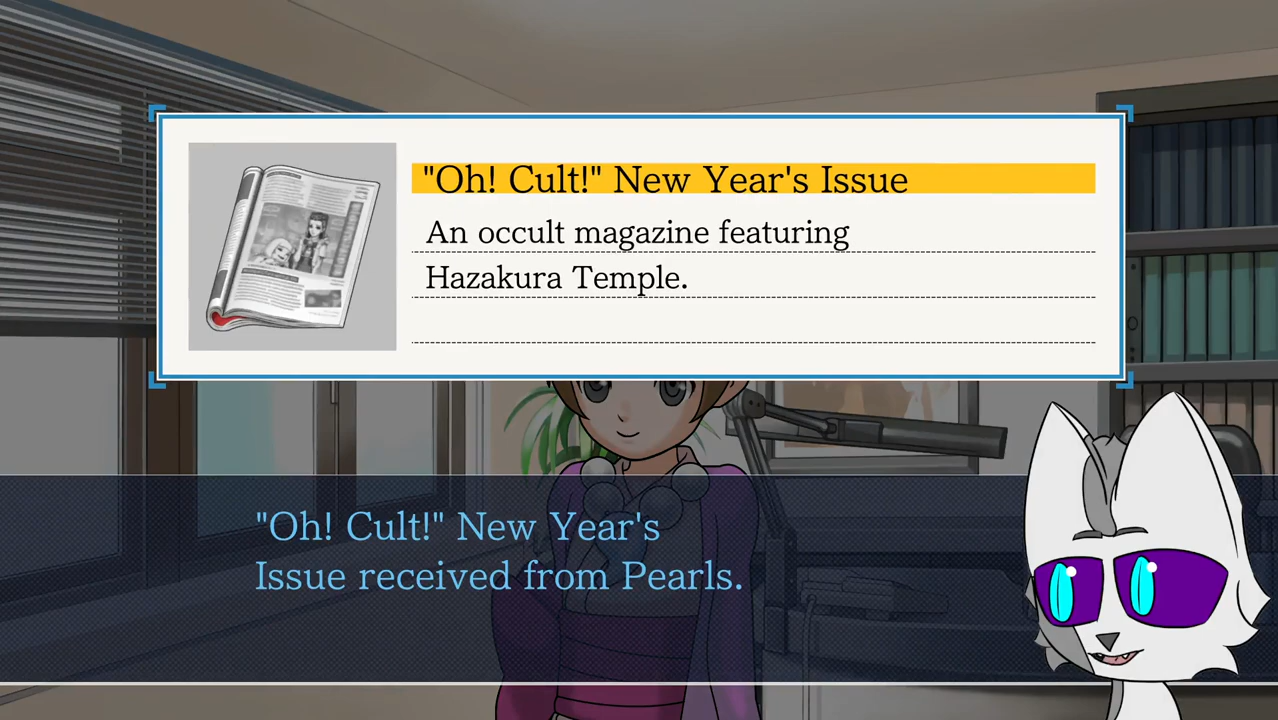 "Oh! Cult!" New Year's Issue
An occult magazine featuring
Hazakura Temple.
"Oh! Cult!" New Year's
Issue received from Pearls.